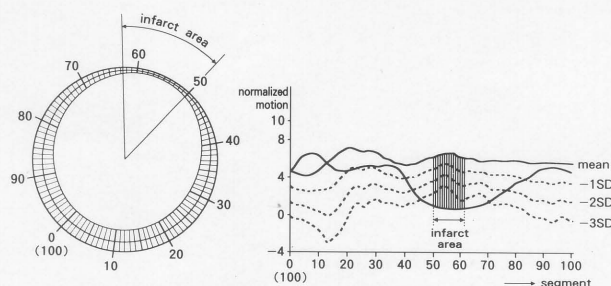 infarct area
60
70
50
80
40
90
30
0
(100)
20
10
normalized
motion
10
8
4
0
−4
mean
−1SD
−2SD
−3SD
infarct
area
0 10 20 30 40 50 60 70 80 90 100
(100)
segment